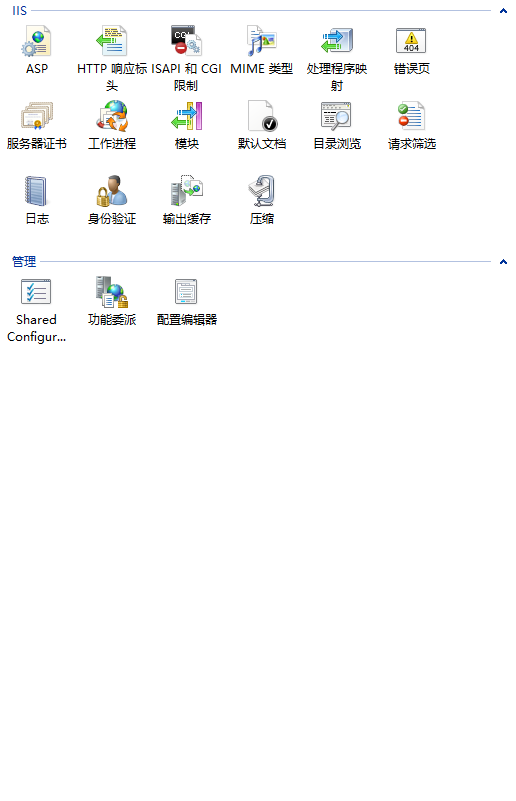 IIS
ASP
HTTP 响应标
头
ISAPI 和 CGI
限制
MIME 类型
处理程序映
射
错误页
404
CGI
服务器证书
工作进程
模块
默认文档
目录浏览
请求筛选
日志
身份验证
输出缓存
压缩
管理
Shared
Configur...
功能委派
配置编辑器